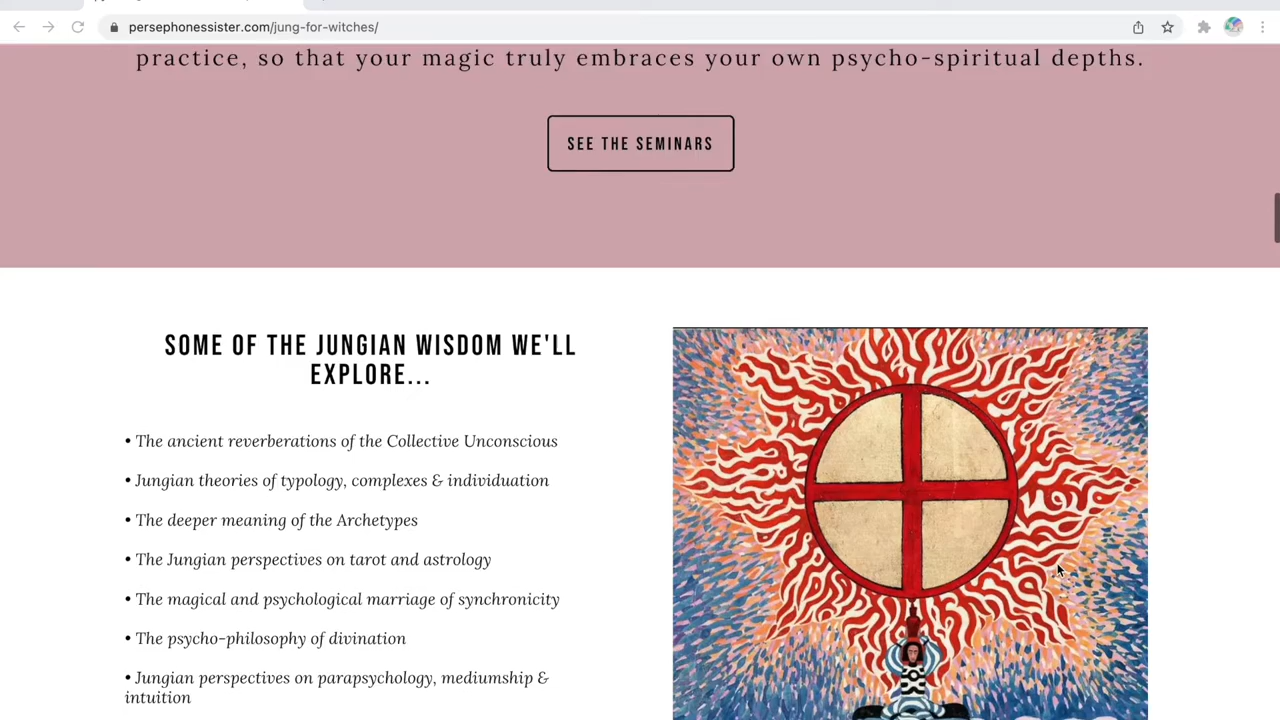 persephonessister.com/jung-for-witches/
practice, so that your magic truly embraces your own psycho-spiritual depths.
SEE THE SEMINARS
SOME OF THE JUNGIAN WISDOM WE'LL
EXPLORE...
• The ancient reverberations of the Collective Unconscious
• Jungian theories of typology, complexes & individuation
• The deeper meaning of the Archetypes
• The Jungian perspectives on tarot and astrology
• The magical and psychological marriage of synchronicity
• The psycho-philosophy of divination
• Jungian perspectives on parapsychology, mediumship &
intuition